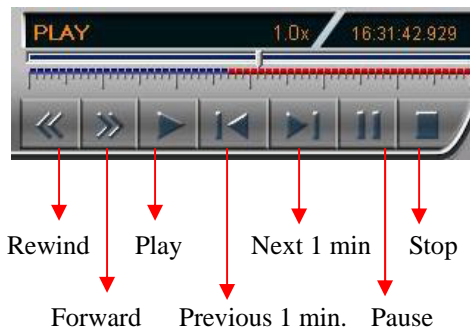 PLAY 1.0x 16:31:42.929
Rewind Play Next 1 min Stop
Forward Previous 1 min. Pause